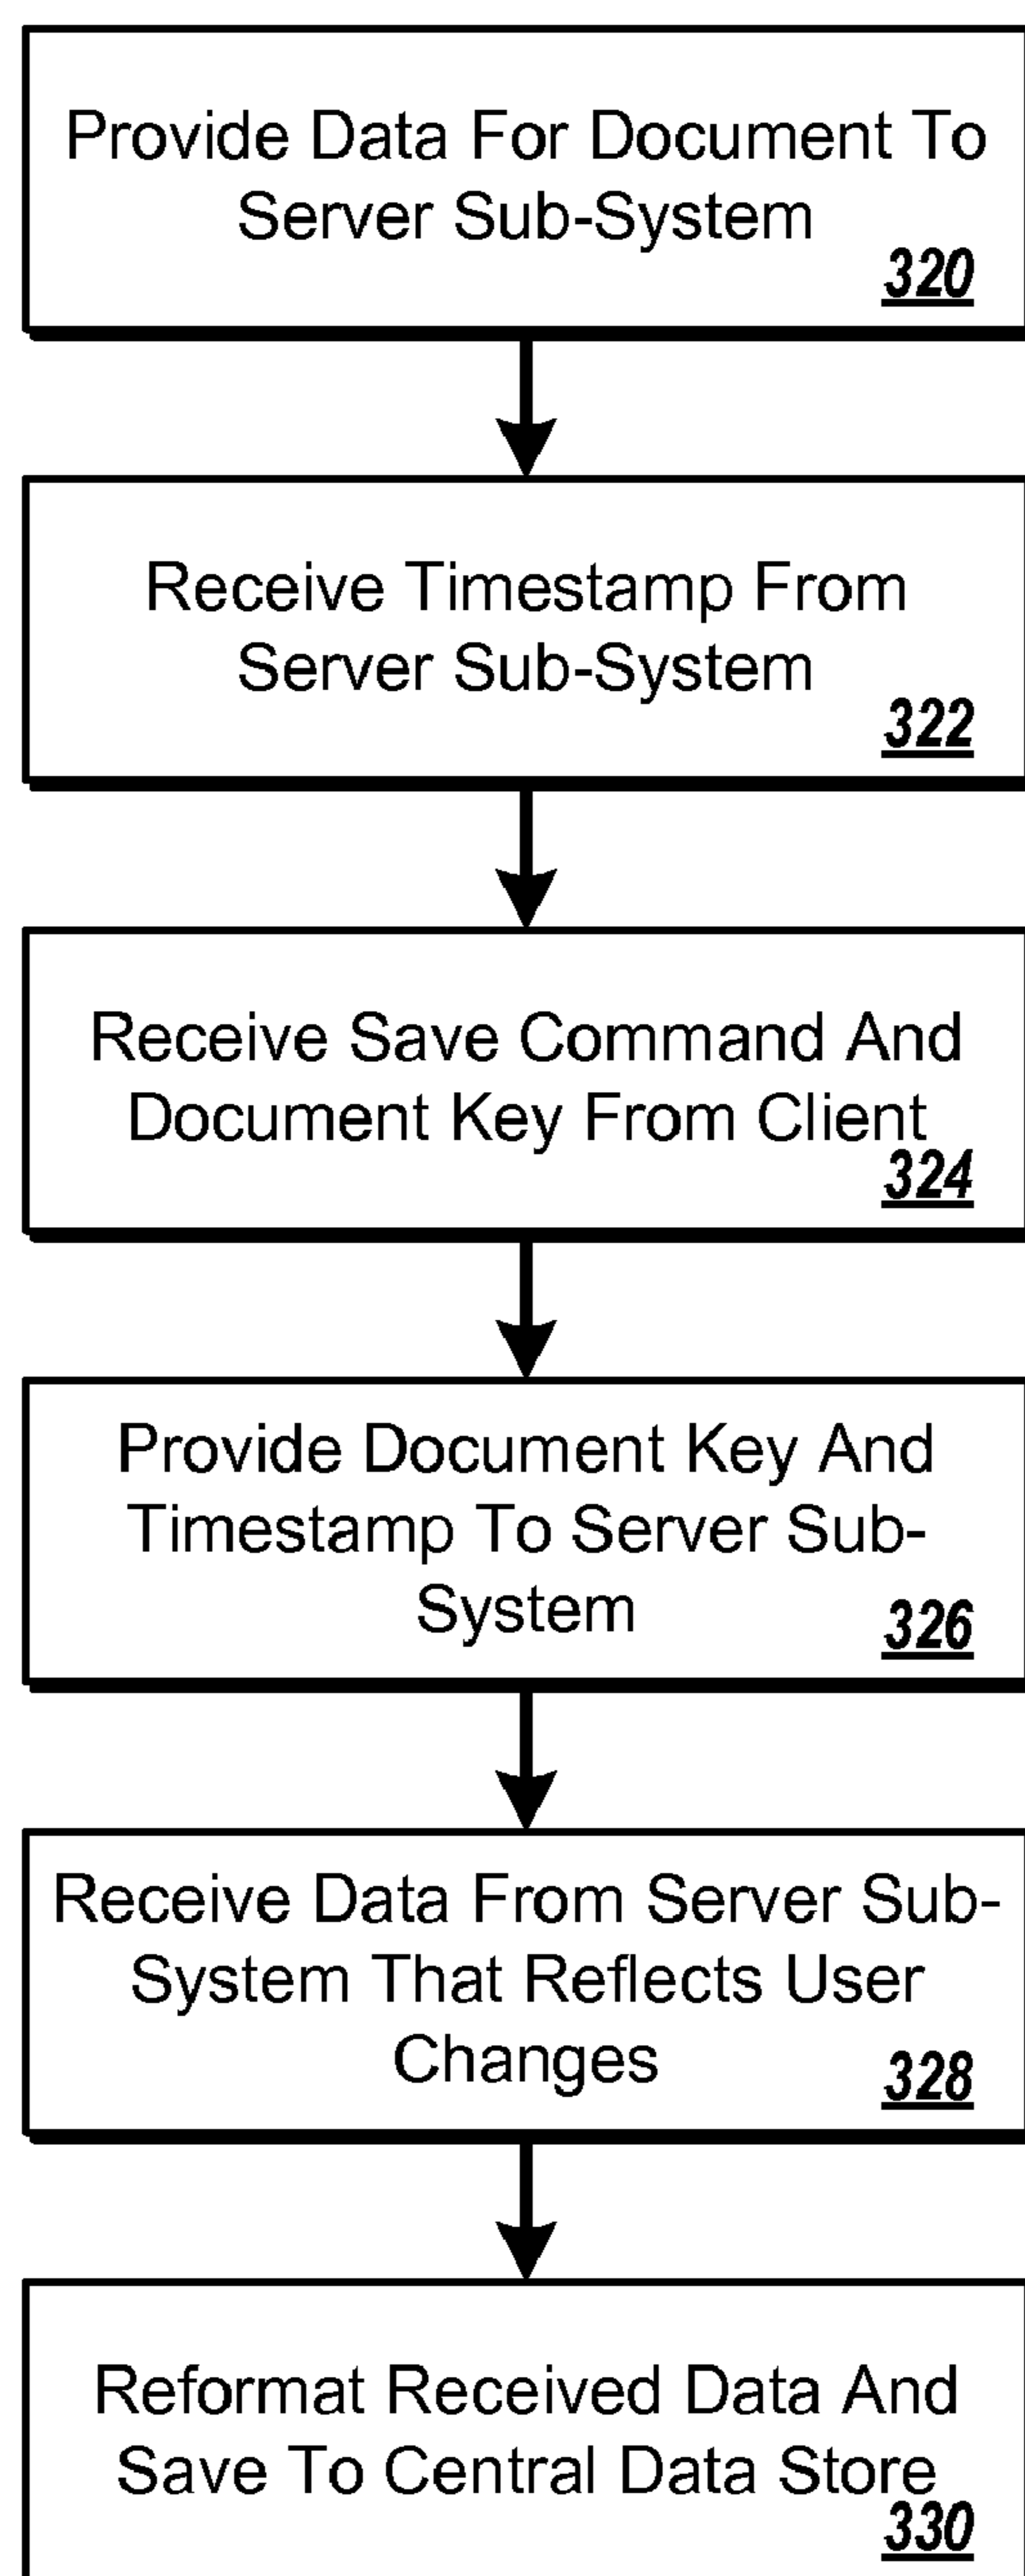 Provide Data For Document To
Server Sub-System
320
Receive Timestamp From
Server Sub-System
322
Receive Save Command And
Document Key From Client
324
Provide Document Key And
Timestamp To Server Sub-
System
326
Receive Data From Server Sub-
System That Reflects User
Changes
328
Reformat Received Data And
Save To Central Data Store
330